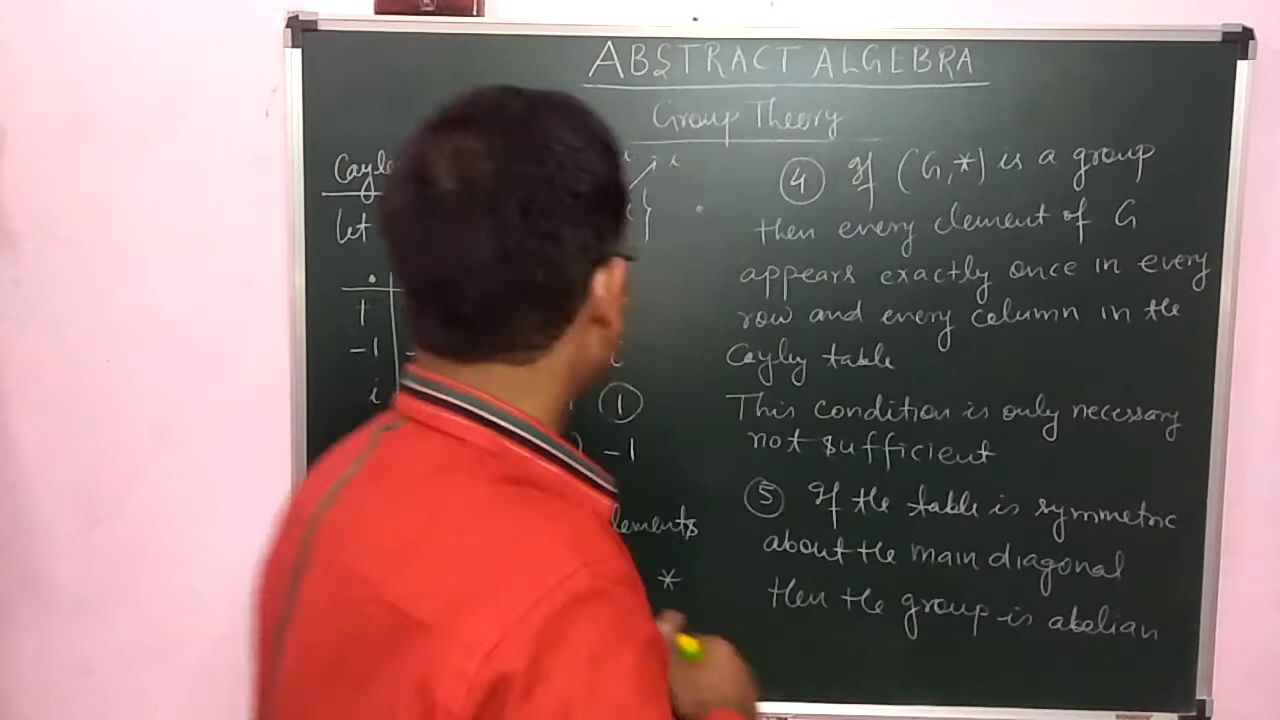 ABSTRACT ALGEBRA
Group Theory
let
.
1
-1 - i
i 1
-1
lements
*
④ If (G,*) is a group
then every element of G
appears exactly once in every
row and every column in the
Cayley table
This condition is only necessary
not sufficient
⑤ If the table is symmetric
about the main diagonal
then the group is abelian